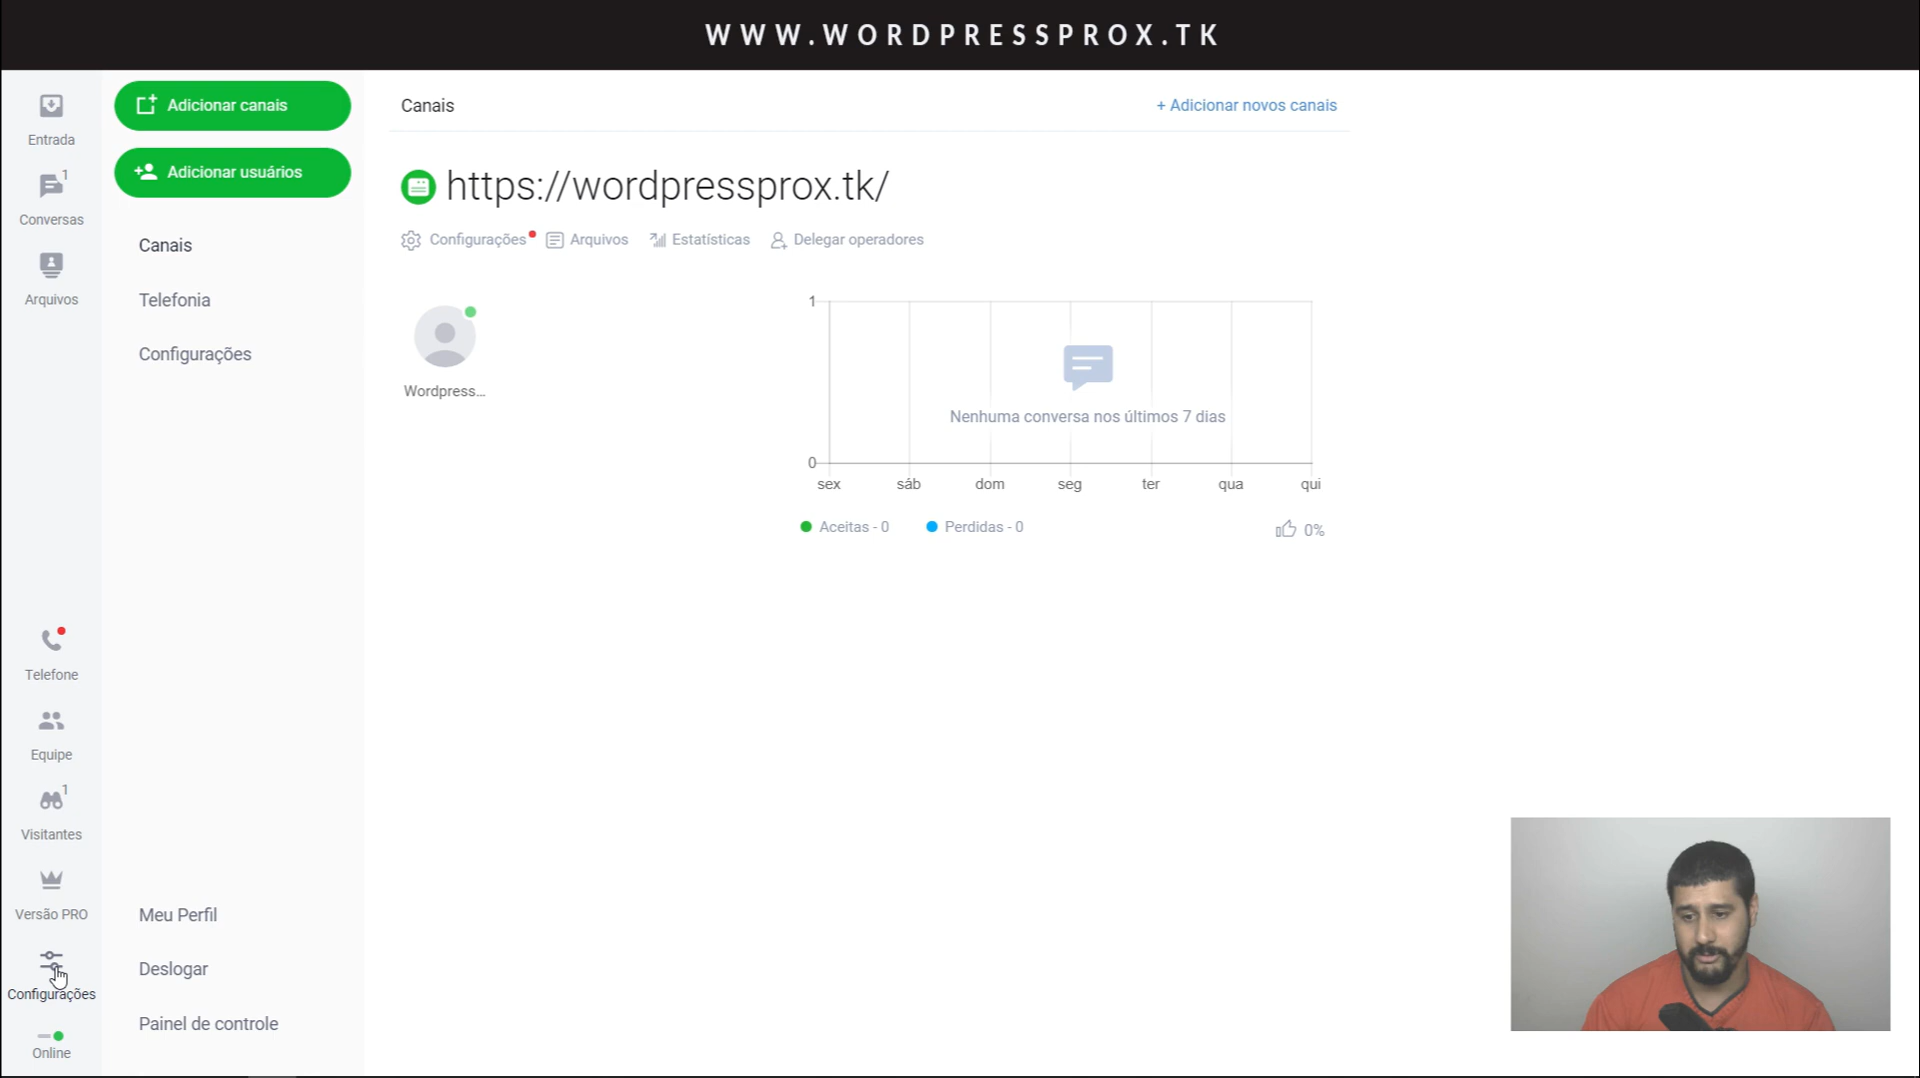 WWW.WORDPRESSPROX.TK
Entrada
1
Conversas
Arquivos
Telefone
Equipe
1
Visitantes
Versão PRO
Configurações
Online
Adicionar canais
Adicionar usuários
Canais
Telefonia
Configurações
Meu Perfil
Deslogar
Painel de controle
Canais
+ Adicionar novos canais
https://wordpressprox.tk/
Configurações Arquivos Estatísticas Delegar operadores
Wordpress...
1
Nenhuma conversa nos últimos 7 dias
0
sex sáb dom seg ter qua qui
Aceitas - 0 Perdidas - 0 0%